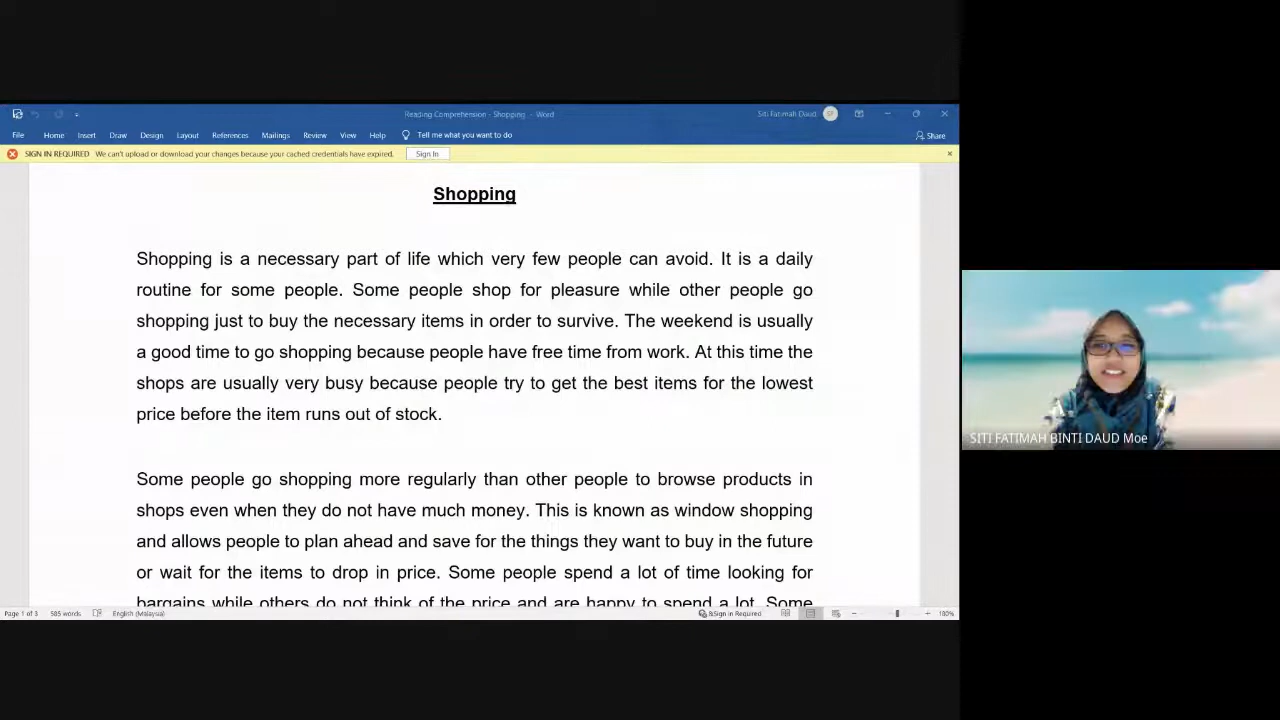 Reading Comprehension - Shopping - Word
Siti Fatimah Daud
File Home Insert Draw Design Layout References Mailings Review View Help Tell me what you want to do Share
SIGN IN REQUIRED We can't upload or download your changes because your cached credentials have expired. Sign In
Shopping
Shopping is a necessary part of life which very few people can avoid. It is a daily
routine for some people. Some people shop for pleasure while other people go
shopping just to buy the necessary items in order to survive. The weekend is usually
a good time to go shopping because people have free time from work. At this time the
shops are usually very busy because people try to get the best items for the lowest
price before the item runs out of stock.
Some people go shopping more regularly than other people to browse products in
shops even when they do not have much money. This is known as window shopping
and allows people to plan ahead and save for the things they want to buy in the future
or wait for the items to drop in price. Some people spend a lot of time looking for
bargains while others do not think of the price and are happy to spend a lot. Some
SITI FATIMAH BINTI DAUD Moe
Page 1 of 3 585 words English (Malaysia) Sign in Required 180%